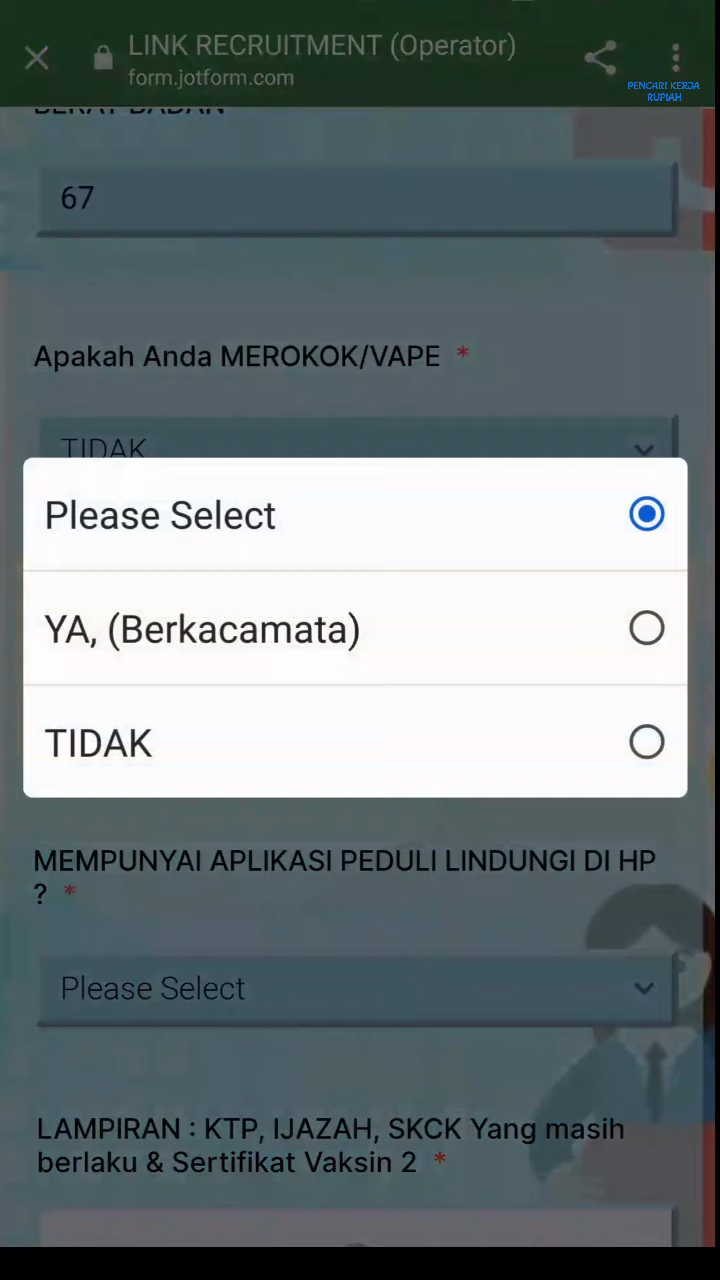 LINK RECRUITMENT (Operator)
form.jotform.com
PENCARI KERJA
RUPIAH
BERAT BADAN
67
Apakah Anda MEROKOK/VAPE *
TIDAK
Please Select
YA, (Berkacamata)
TIDAK
MEMPUNYAI APLIKASI PEDULI LINDUNGI DI HP
? *
Please Select
LAMPIRAN : KTP, IJAZAH, SKCK Yang masih
berlaku & Sertifikat Vaksin 2 *